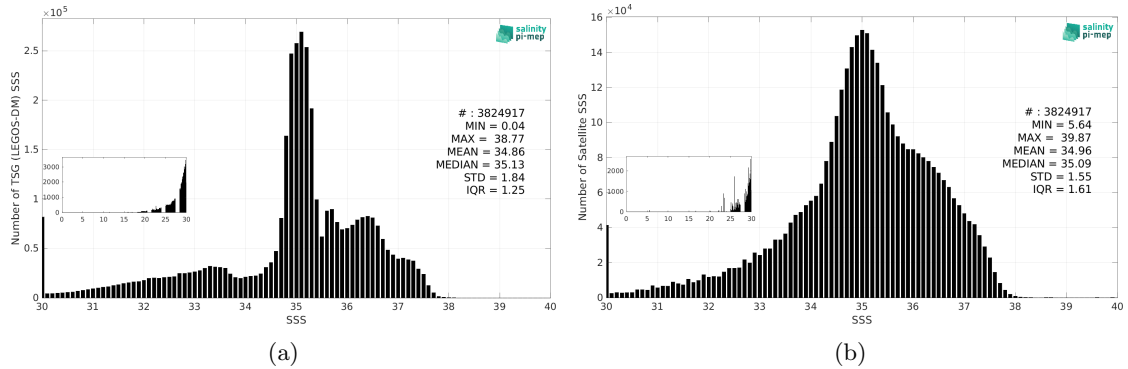 ×10⁵
2.5
2
1.5
1
0.5
0
30 31 32 33 34 35 36 37 38 39 40
SSS
Number of TSG (LEGOS-DM) SSS
salinity
pi-mep
# : 3824917
MIN = 0.04
MAX = 38.77
MEAN = 34.86
MEDIAN = 35.13
STD = 1.84
IQR = 1.25
3000
2000
1000
0
0 5 10 15 20 25 30
(a)
×10⁴
16
14
12
10
8
6
4
2
0
30 31 32 33 34 35 36 37 38 39 40
SSS
Number of Satellite SSS
salinity
pi-mep
# : 3824917
MIN = 5.64
MAX = 39.87
MEAN = 34.96
MEDIAN = 35.09
STD = 1.55
IQR = 1.61
2000
1000
0
0 5 10 15 20 25 30
(b)